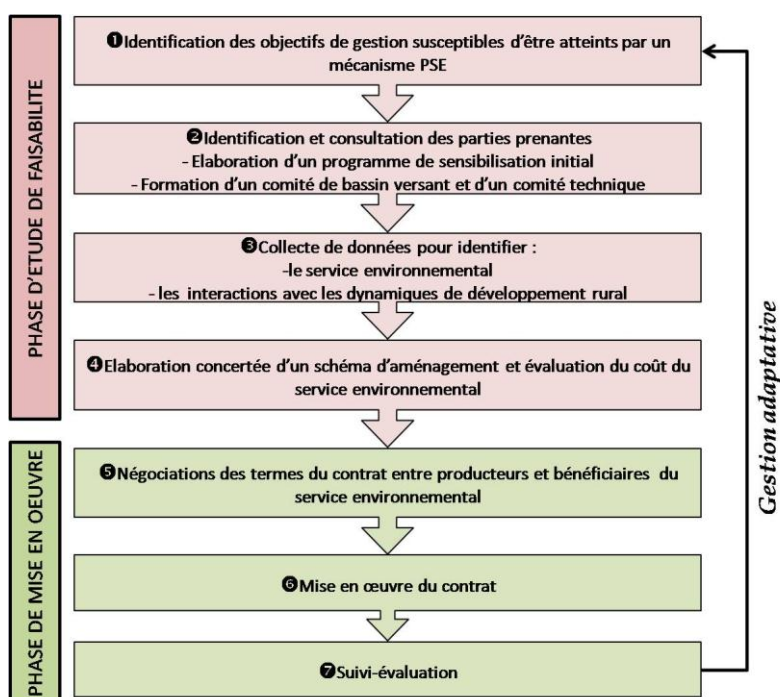 PHASE D'ETUDE DE FAISABILITE
❶Identification des objectifs de gestion susceptibles d'être atteints par un
mécanisme PSE
❷Identification et consultation des parties prenantes
- Elaboration d'un programme de sensibilisation initial
- Formation d'un comité de bassin versant et d'un comité technique
❸Collecte de données pour identifier :
-le service environnemental
- les interactions avec les dynamiques de développement rural
❹Elaboration concertée d'un schéma d'aménagement et évaluation du coût du
service environnemental
PHASE DE MISE EN OEUVRE
❺Négociations des termes du contrat entre producteurs et bénéficiaires du
service environnemental
❻Mise en œuvre du contrat
❼Suivi-évaluation
Gestion adaptative